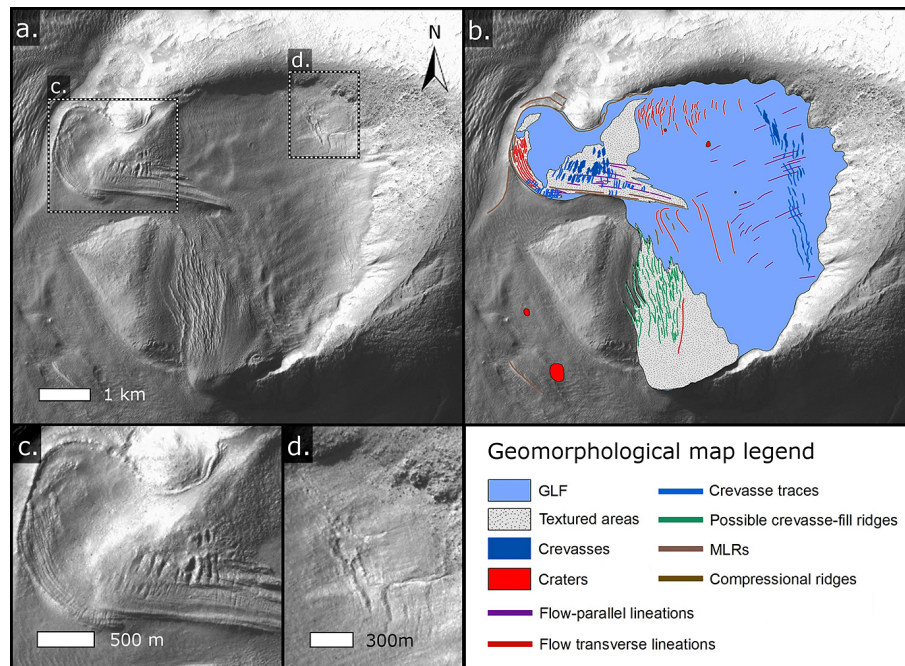 a.
b.
N
d.
c.
1 km
c.
d.
500 m
300m
Geomorphological map legend
GLF
Textured areas
Crevasses
Craters
Flow-parallel lineations
Flow transverse lineations
Crevasse traces
Possible crevasse-fill ridges
MLRs
Compressional ridges